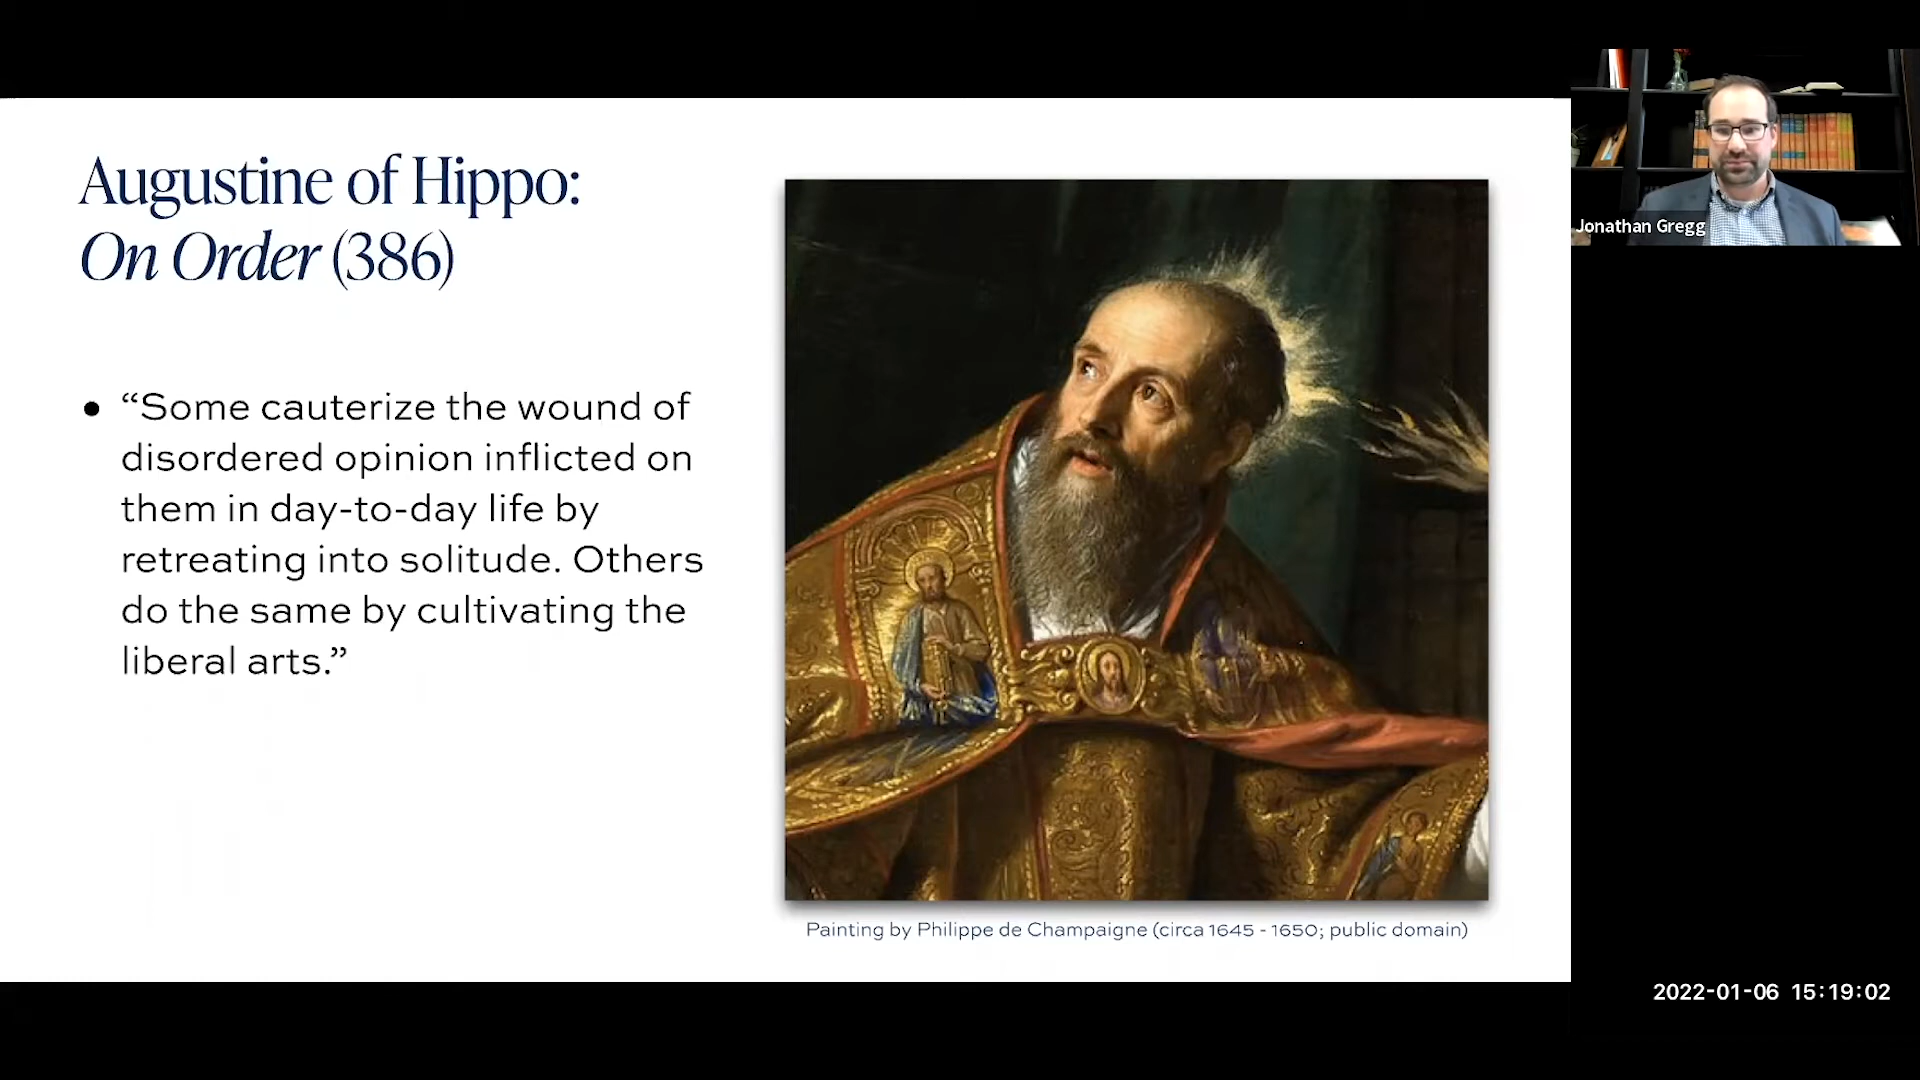 Augustine of Hippo:
On Order (386)
• “Some cauterize the wound of
disordered opinion inflicted on
them in day-to-day life by
retreating into solitude. Others
do the same by cultivating the
liberal arts.”
Painting by Philippe de Champaigne (circa 1645 - 1650; public domain)
Jonathan Gregg
2022-01-06 15:19:02